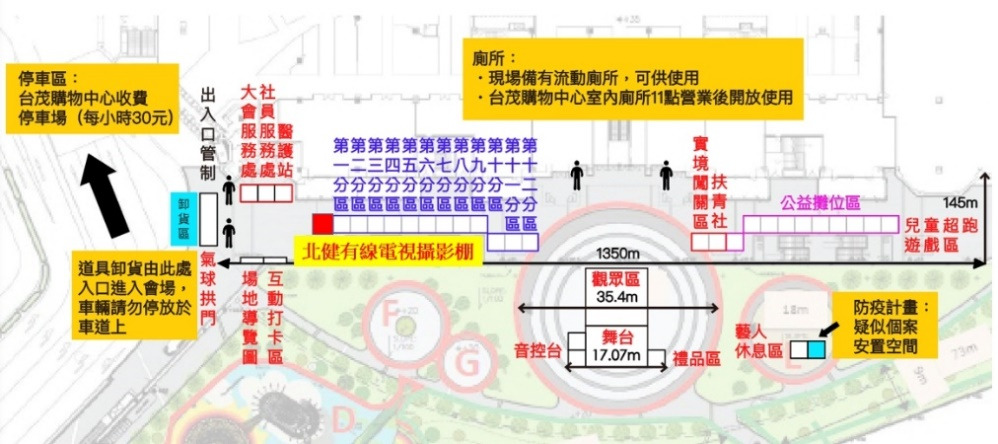 停車區：
台茂購物中心收費
停車場（每小時30元）
廁所：
・現場備有流動廁所，可供使用
・台茂購物中心室內廁所11點營業後開放使用
出入口管制
大會服務處
社員服務處
醫護站
第一分區
第二分區
第三分區
第四分區
第五分區
第六分區
第七分區
第八分區
第九分區
第十分區
第十一分區
第十二分區
實境闖關區
扶青社
公益攤位區
145m
兒童超跑
遊戲區
卸貨區
北健有線電視攝影棚
1350m
道具卸貨由此處
入口進入會場，
車輛請勿停放於
車道上
氣球拱門
場地導覽圖
互動打卡區
觀眾區
35.4m
舞台
17.07m
音控台
禮品區
藝人
休息區
防疫計畫：
疑似個案
安置空間
F
G
D
E
18m
9m
73m